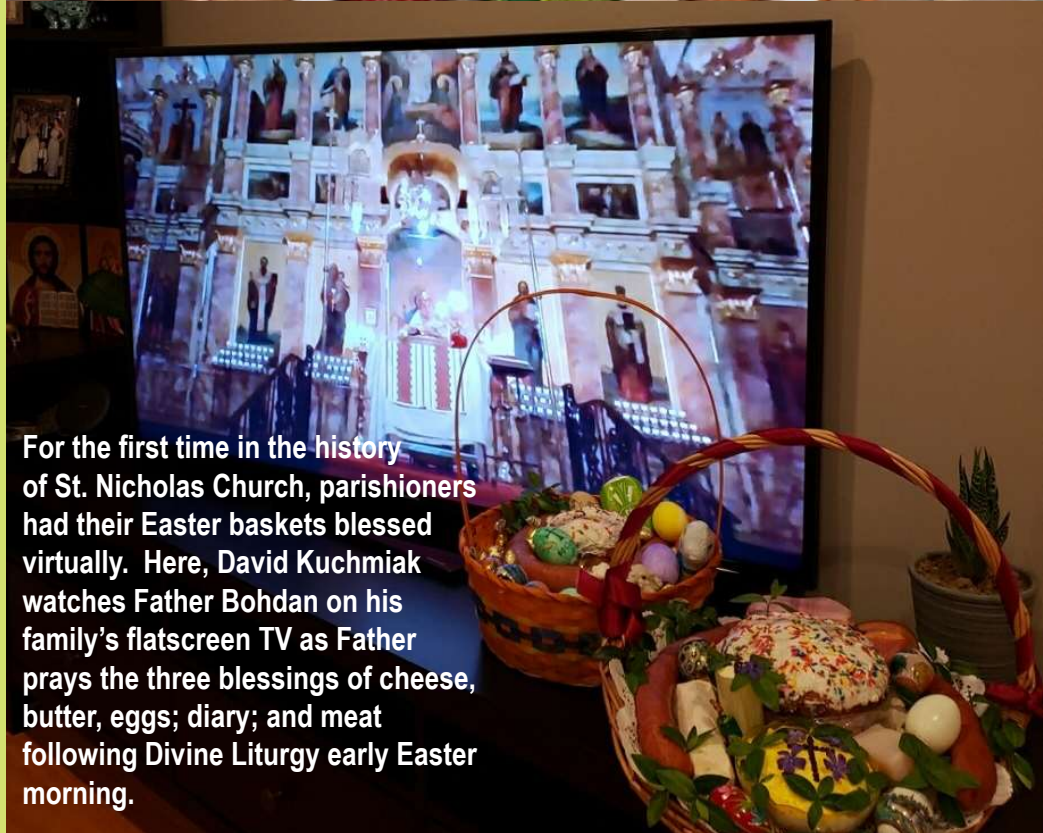 For the first time in the history
of St. Nicholas Church, parishioners
had their Easter baskets blessed
virtually.  Here, David Kuchmiak
watches Father Bohdan on his
family's flatscreen TV as Father
prays the three blessings of cheese,
butter, eggs; diary; and meat
following Divine Liturgy early Easter
morning.